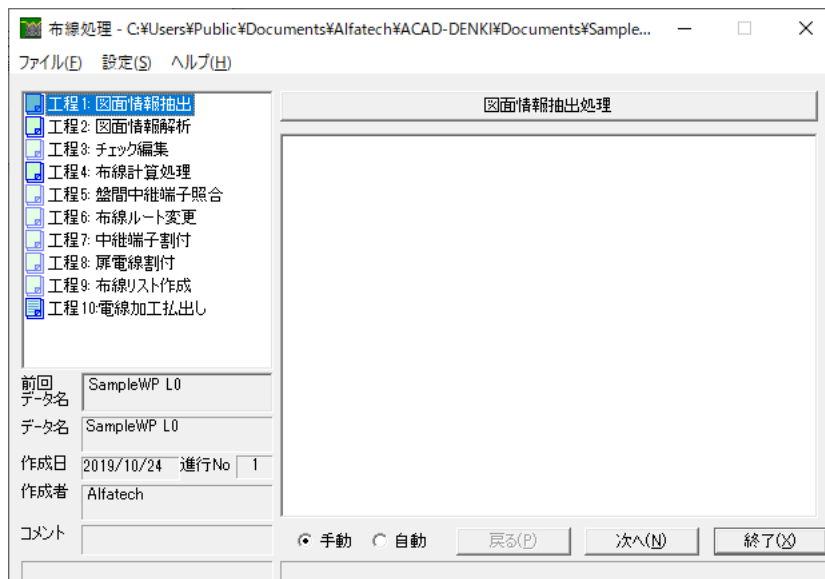 布線処理 - C:¥Users¥Public¥Documents¥Alfatech¥ACAD-DENKI¥Documents¥Sample...
ファイル(F) 設定(S) ヘルプ(H)
工程1: 図面情報抽出
工程2: 図面情報解析
工程3: チェック編集
工程4: 布線計算処理
工程5: 盤間中継端子照合
工程6: 布線ルート変更
工程7: 中継端子割付
工程8: 扉電線割付
工程9: 布線リスト作成
工程10:電線加工払出し
図面情報抽出処理
前回
データ名
SampleWP L0
データ名
SampleWP L0
作成日
2019/10/24
進行No
1
作成者
Alfatech
コメント
手動 自動 戻る(P) 次へ(N) 終了(X)